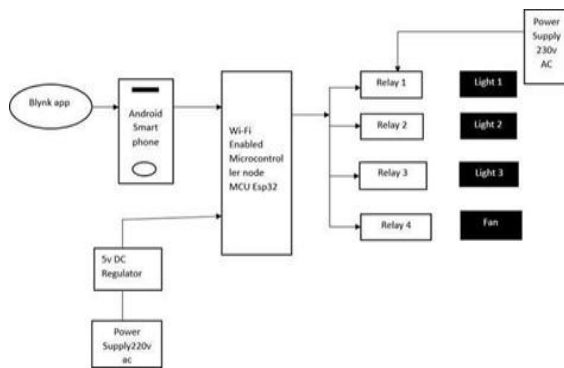 Power
Supply
230v
AC
Blynk app
Android
Smart
phone
Wi-Fi
Enabled
Microcontrol
ler node
MCU Esp32
Relay 1
Light 1
Relay 2
Light 2
Relay 3
Light 3
Relay 4
Fan
5v DC
Regulator
Power
Supply220v
ac